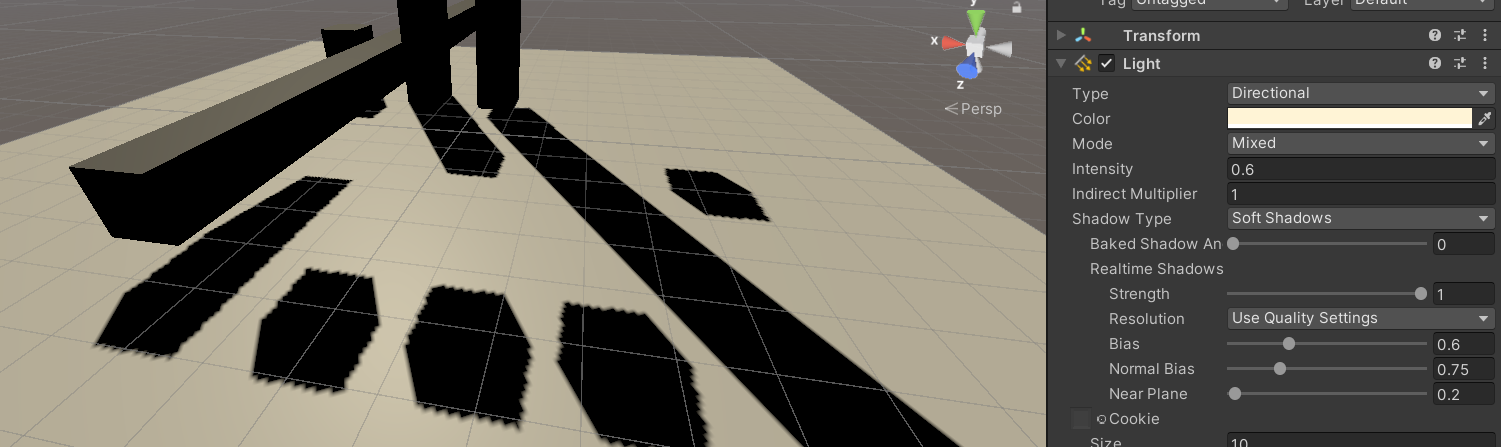 y
x
z
Persp
Tag Untagged Layer Default
Transform
Light
Type Directional
Color
Mode Mixed
Intensity 0.6
Indirect Multiplier 1
Shadow Type Soft Shadows
Baked Shadow An 0
Realtime Shadows
Strength 1
Resolution Use Quality Settings
Bias 0.6
Normal Bias 0.75
Near Plane 0.2
Cookie
Size 10